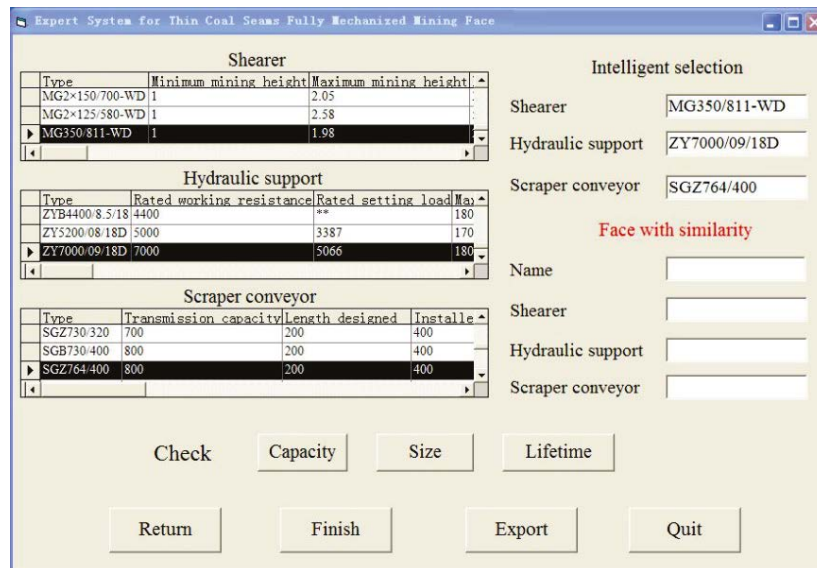 Expert System for Thin Coal Seams Fully Mechanized Mining Face
Shearer
Type Minimum mining height Maximum mining height
MG2×150/700-WD 1 2.05
MG2×125/580-WD 1 2.58
MG350/811-WD 1 1.98
Hydraulic support
Type Rated working resistance Rated setting load Max
ZYB4400/8.5/18 4400 ** 180
ZY5200/08/18D 5000 3387 170
ZY7000/09/18D 7000 5066 180
Scraper conveyor
Type Transmission capacity Length designed Installe
SGZ730/320 700 200 400
SGB730/400 800 200 400
SGZ764/400 800 200 400
Intelligent selection
Shearer MG350/811-WD
Hydraulic support ZY7000/09/18D
Scraper conveyor SGZ764/400
Face with similarity
Name
Shearer
Hydraulic support
Scraper conveyor
Check Capacity Size Lifetime
Return Finish Export Quit